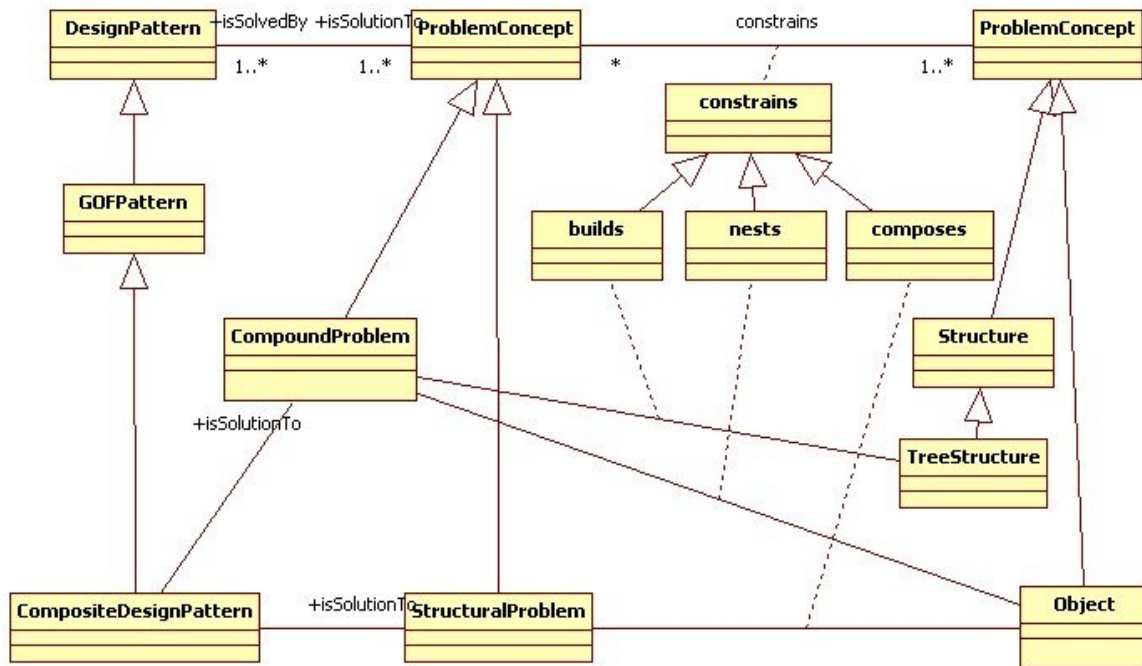 DesignPattern
+isSolvedBy
+isSolutionTo
ProblemConcept
constrains
ProblemConcept
1..*
1..*
*
1..*
constrains
GOFPattern
builds
nests
composes
CompoundProblem
Structure
+isSolutionTo
TreeStructure
CompositeDesignPattern
+isSolutionTo
StructuralProblem
Object